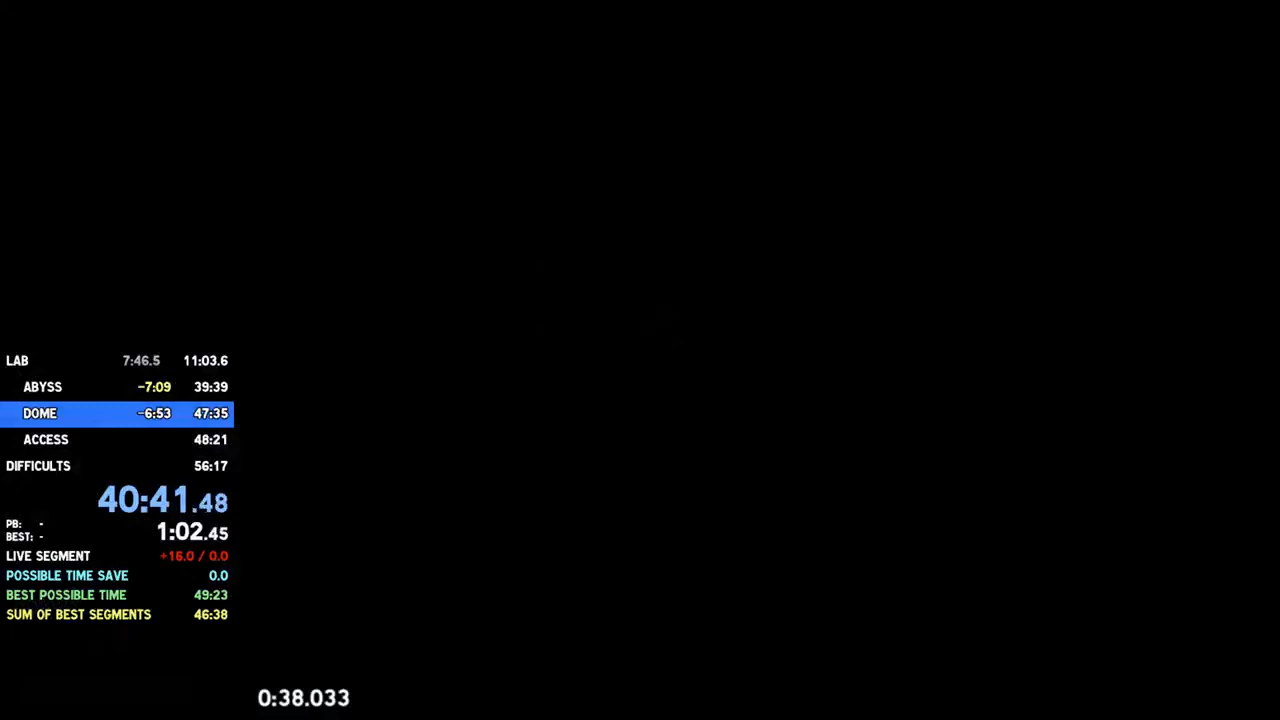 LAB 7:46.5 11:03.6
ABYSS -7:09 39:39
DOME -6:53 47:35
ACCESS 48:21
DIFFICULTS 56:17
40:41.48
PB: -
BEST: -
1:02.45
LIVE SEGMENT +16.0 / 0.0
POSSIBLE TIME SAVE 0.0
BEST POSSIBLE TIME 49:23
SUM OF BEST SEGMENTS 46:38
0:38.033